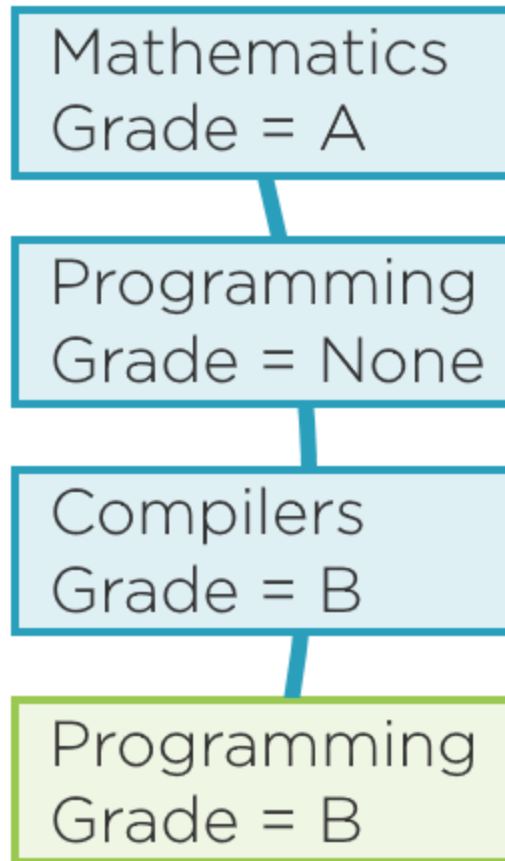 Mathematics
Grade = A
Programming
Grade = None
Compilers
Grade = B
Programming
Grade = B